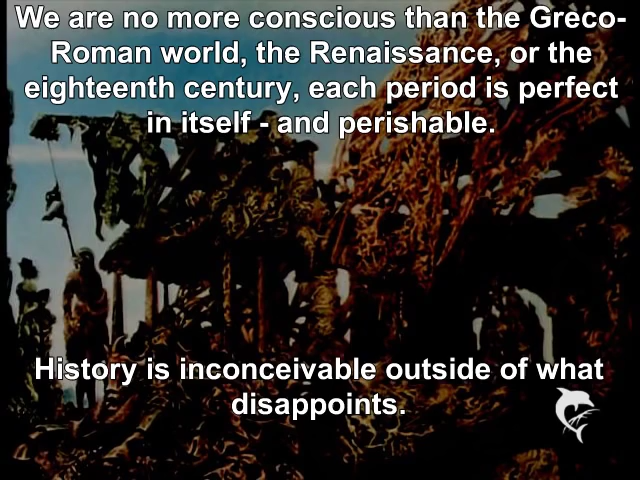 We are no more conscious than the Greco-
Roman world, the Renaissance, or the
eighteenth century, each period is perfect
in itself - and perishable.
History is inconceivable outside of what
disappoints.